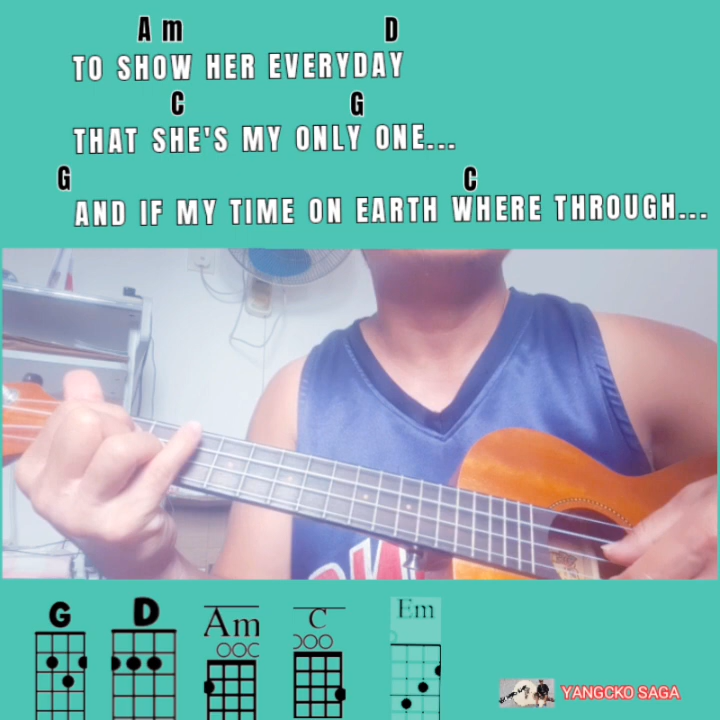 Am D
TO SHOW HER EVERYDAY
C G
THAT SHE'S MY ONLY ONE...
G C
AND IF MY TIME ON EARTH WHERE THROUGH...
G D Am C Em
YANGCKO SAGA